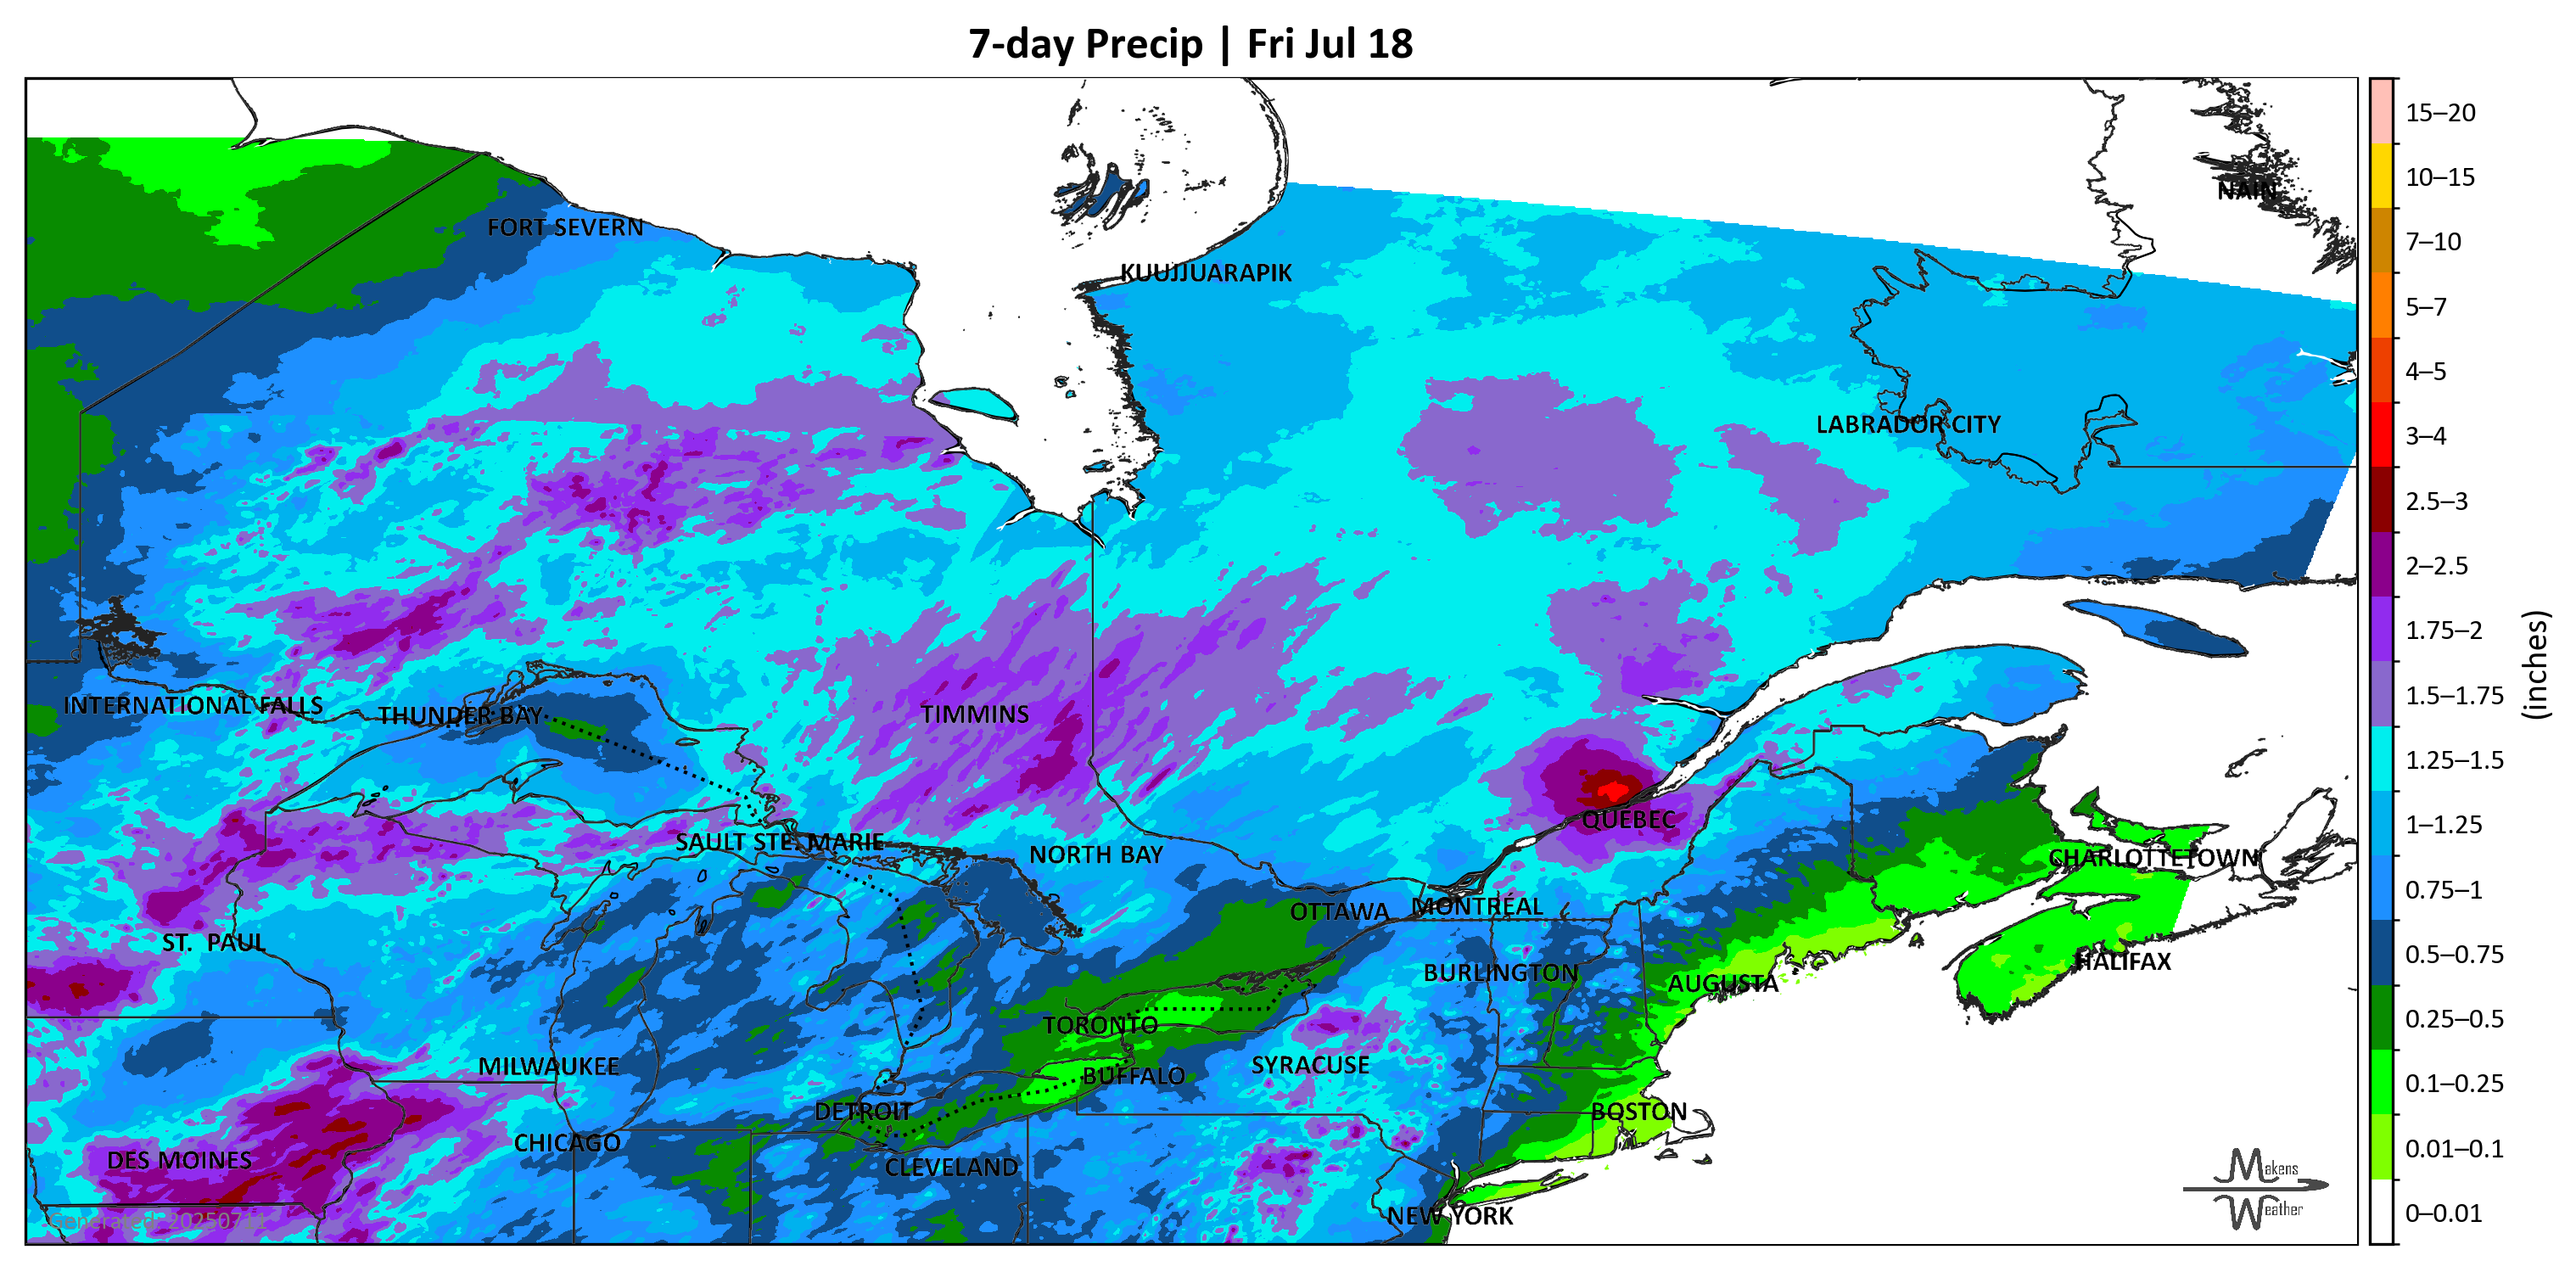 7-day Precip | Fri Jul 18
NAIN
FORT SEVERN
KUUJJUARAPIK
LABRADOR CITY
INTERNATIONAL FALLS
THUNDER BAY
TIMMINS
QUÉBEC
SAULT STE. MARIE
NORTH BAY
CHARLOTTETOWN
OTTAWA
MONTRÉAL
ST. PAUL
HALIFAX
BURLINGTON
AUGUSTA
TORONTO
MILWAUKEE
SYRACUSE
BUFFALO
DETROIT
BOSTON
CHICAGO
DES MOINES
CLEVELAND
NEW YORK
Generated: 20250711
Makens
Weather
15–20
10–15
7–10
5–7
4–5
3–4
2.5–3
2–2.5
1.75–2
1.5–1.75
1.25–1.5
1–1.25
0.75–1
0.5–0.75
0.25–0.5
0.1–0.25
0.01–0.1
0–0.01
(inches)